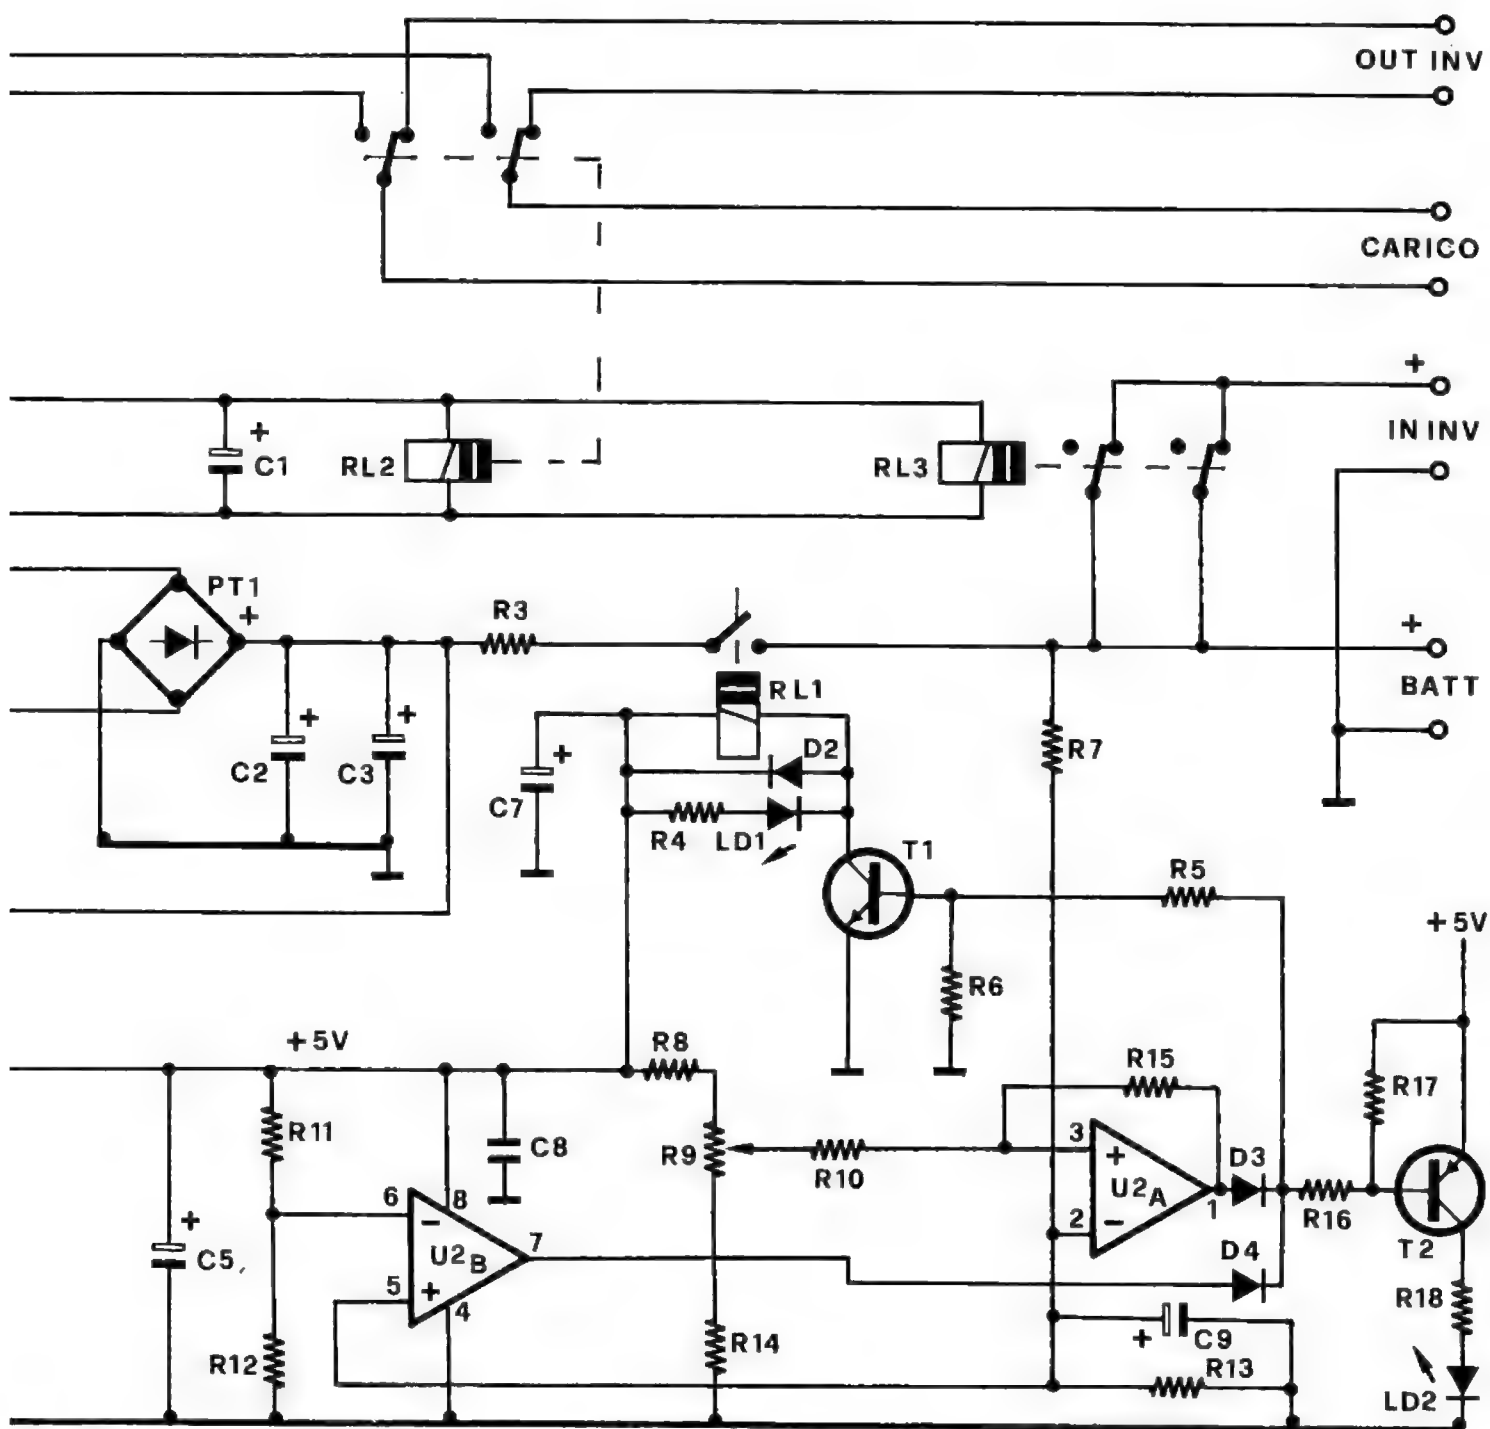 OUT INV
CARICO
+
IN INV
+
C1
RL2
RL3
PT1
+
R3
+
BATT
RL1
+
C2
+
C3
+
C7
D2
R4
LD1
R7
T1
R5
+5V
R6
+5V
R8
R15
R17
R11
C8
R9
R10
3
+
U2A
1
2
-
D3
R16
T2
6
8
-
U2B
7
5
+
4
+
C5
D4
R18
+
C9
R12
R14
R13
LD2